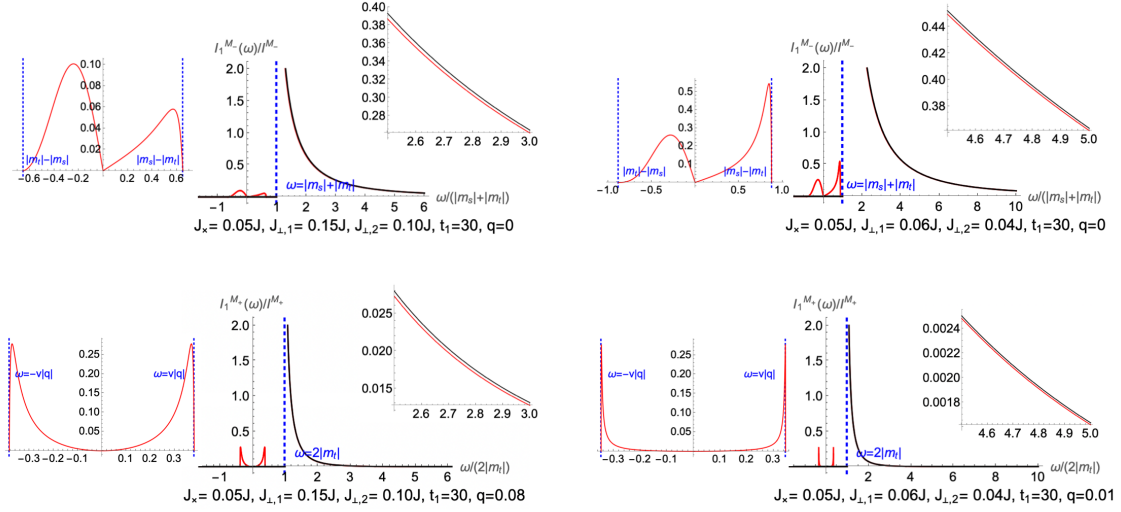 I₁ᴹ⁻(ω)/Iᴹ⁻
0.10
0.08
0.06
0.04
0.02
|mₜ|−|mₛ|
|mₛ|−|mₜ|
−0.6 −0.4 −0.2 0.2 0.4 0.6
2.0
1.5
1.0
0.5
ω=|mₛ|+|mₜ|
−1 1 2 3 4 5 6
ω/(|mₛ|+|mₜ|)
0.40
0.38
0.36
0.34
0.32
0.30
0.28
2.6 2.7 2.8 2.9 3.0
J×= 0.05J, J⊥,1= 0.15J, J⊥,2= 0.10J, t₁=30, q=0
I₁ᴹ⁻(ω)/Iᴹ⁻
0.5
0.4
0.3
0.2
0.1
|mₜ|−|mₛ|
|mₛ|−|mₜ|
−1.0 −0.5 0.5 1.0
2.0
1.5
1.0
0.5
ω=|mₛ|+|mₜ|
2 4 6 8 10
ω/(|mₛ|+|mₜ|)
0.44
0.42
0.40
0.38
4.6 4.7 4.8 4.9 5.0
J×= 0.05J, J⊥,1= 0.06J, J⊥,2= 0.04J, t₁=30, q=0
I₁ᴹ⁺(ω)/Iᴹ⁺
0.25
0.20
0.15
0.10
0.05
ω=−v|q|
ω=v|q|
−0.3 −0.2 −0.1 0.1 0.2 0.3
2.0
1.5
1.0
0.5
ω=2|mₜ|
−1 1 2 3 4 5 6
ω/(2|mₜ|)
0.025
0.020
0.015
2.6 2.7 2.8 2.9 3.0
J×= 0.05J, J⊥,1= 0.15J, J⊥,2= 0.10J, t₁=30, q=0.08
I₁ᴹ⁺(ω)/Iᴹ⁺
0.25
0.20
0.15
0.10
0.05
ω=−v|q|
ω=v|q|
−0.3 −0.2 −0.1 0.1 0.2 0.3
2.0
1.5
1.0
0.5
ω=2|mₜ|
2 4 6 8 10
ω/(2|mₜ|)
0.0024
0.0022
0.0020
0.0018
4.6 4.7 4.8 4.9 5.0
J×= 0.05J, J⊥,1= 0.06J, J⊥,2= 0.04J, t₁=30, q=0.01